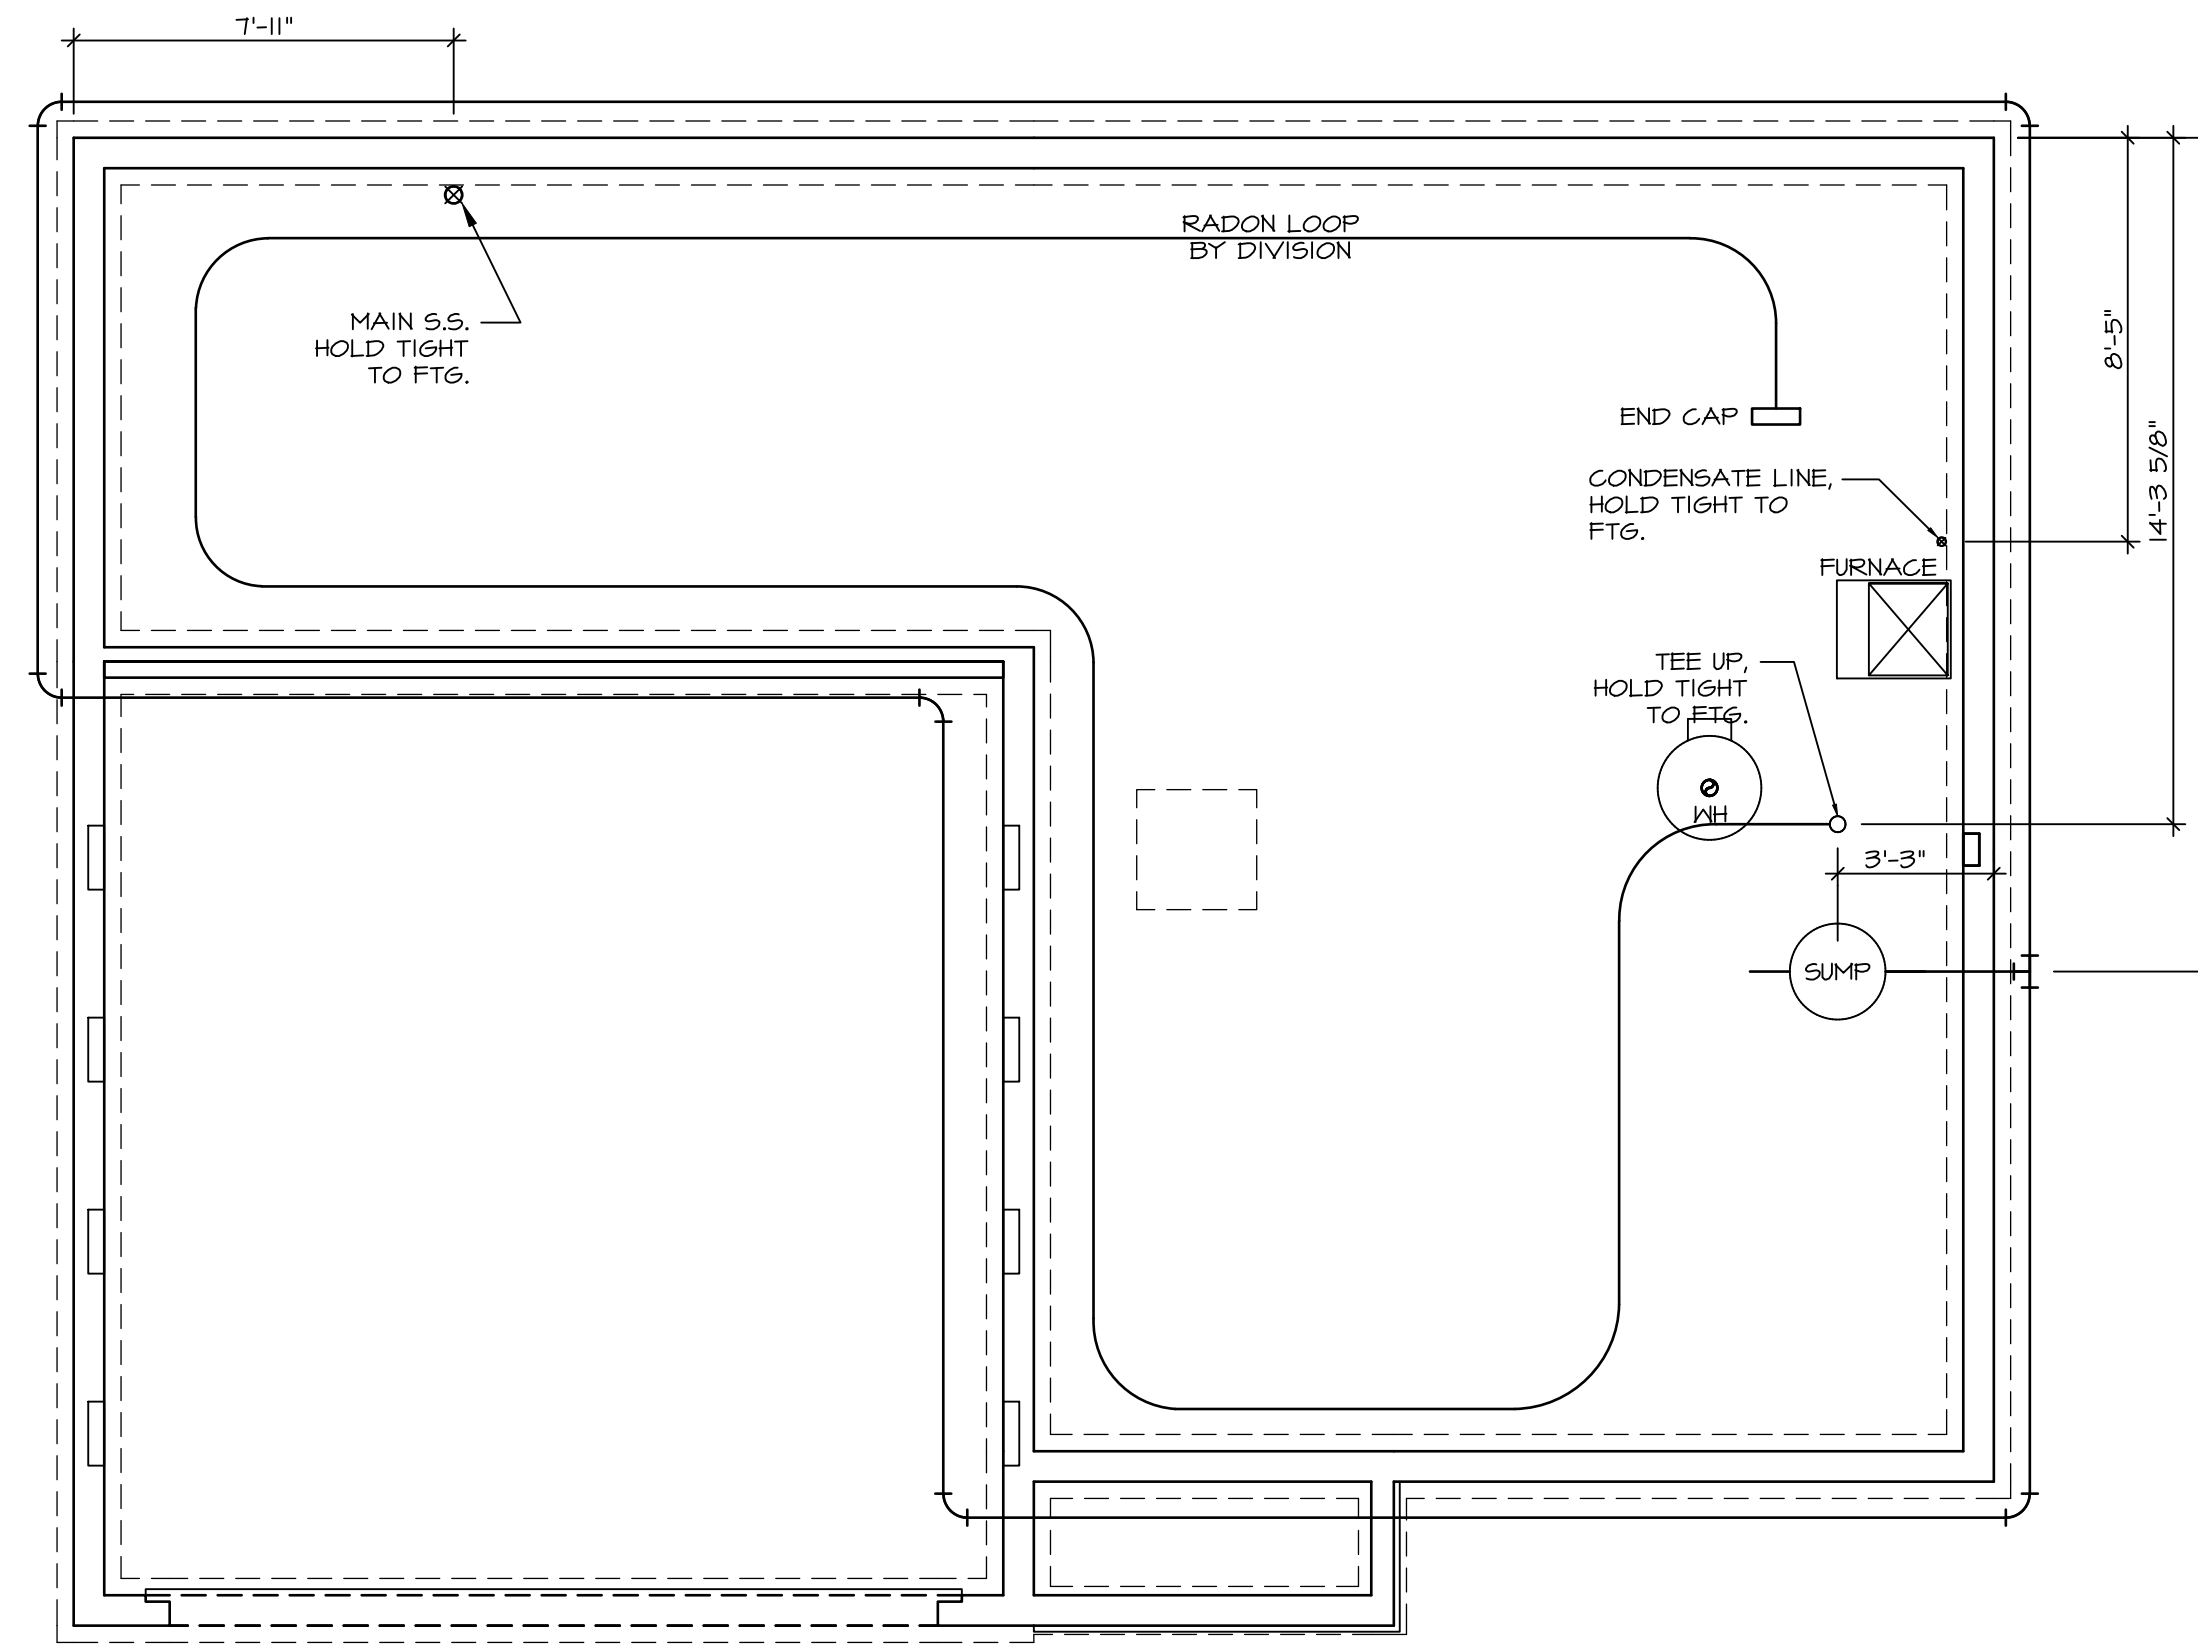 7'-11"
RADON LOOP
BY DIVISION
MAIN S.S.
HOLD TIGHT
TO FTG.
8'-5"
END CAP
14'-3 5/8"
CONDENSATE LINE,
HOLD TIGHT TO
FTG.
FURNACE
TEE UP,
HOLD TIGHT
TO FTG.
WH
3'-3"
SUMP